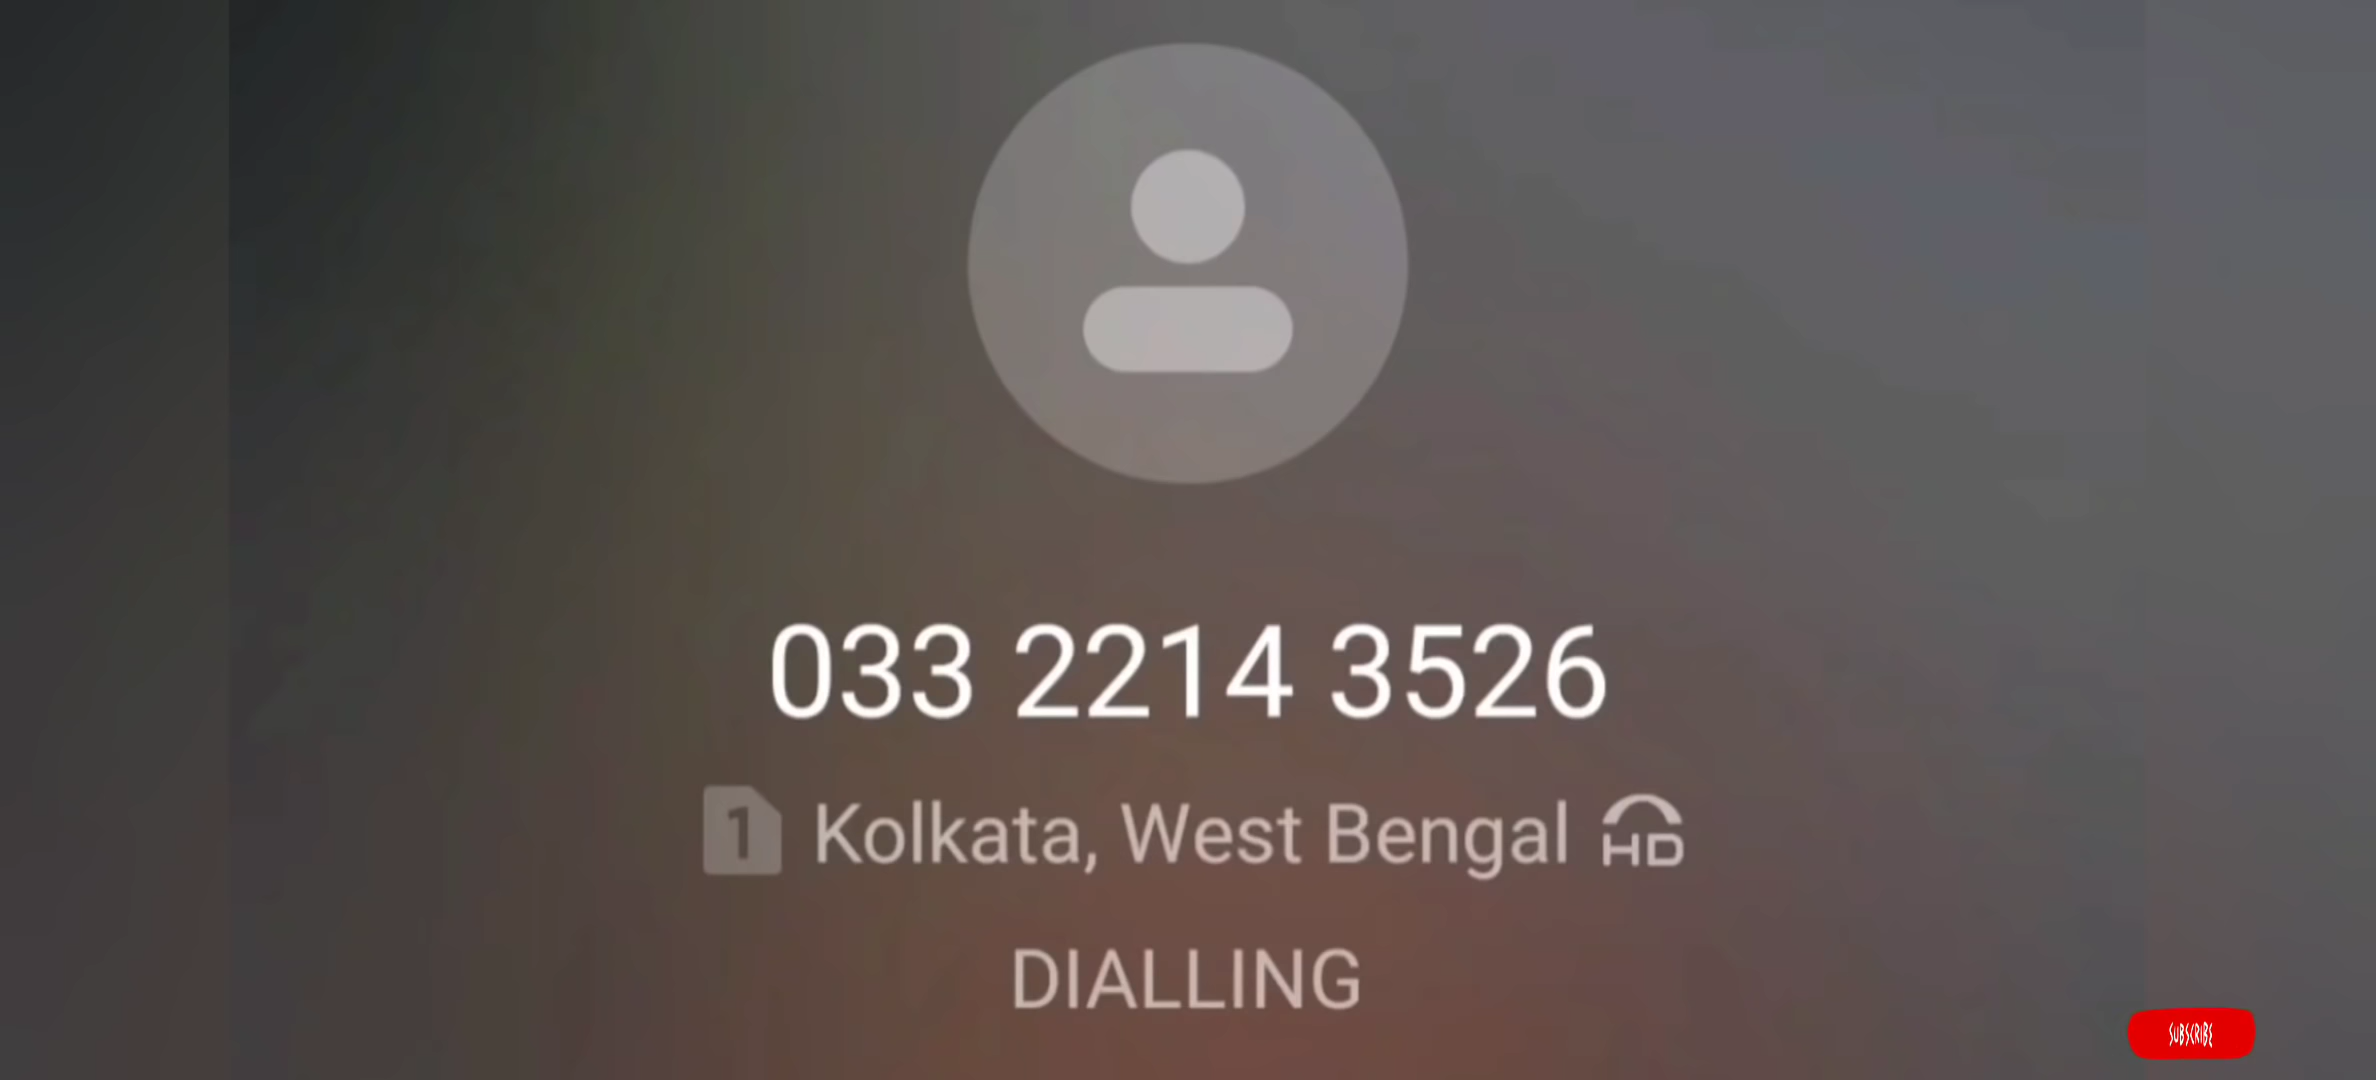 033 2214 3526
1 Kolkata, West Bengal HD
DIALLING
SUBSCRIBE